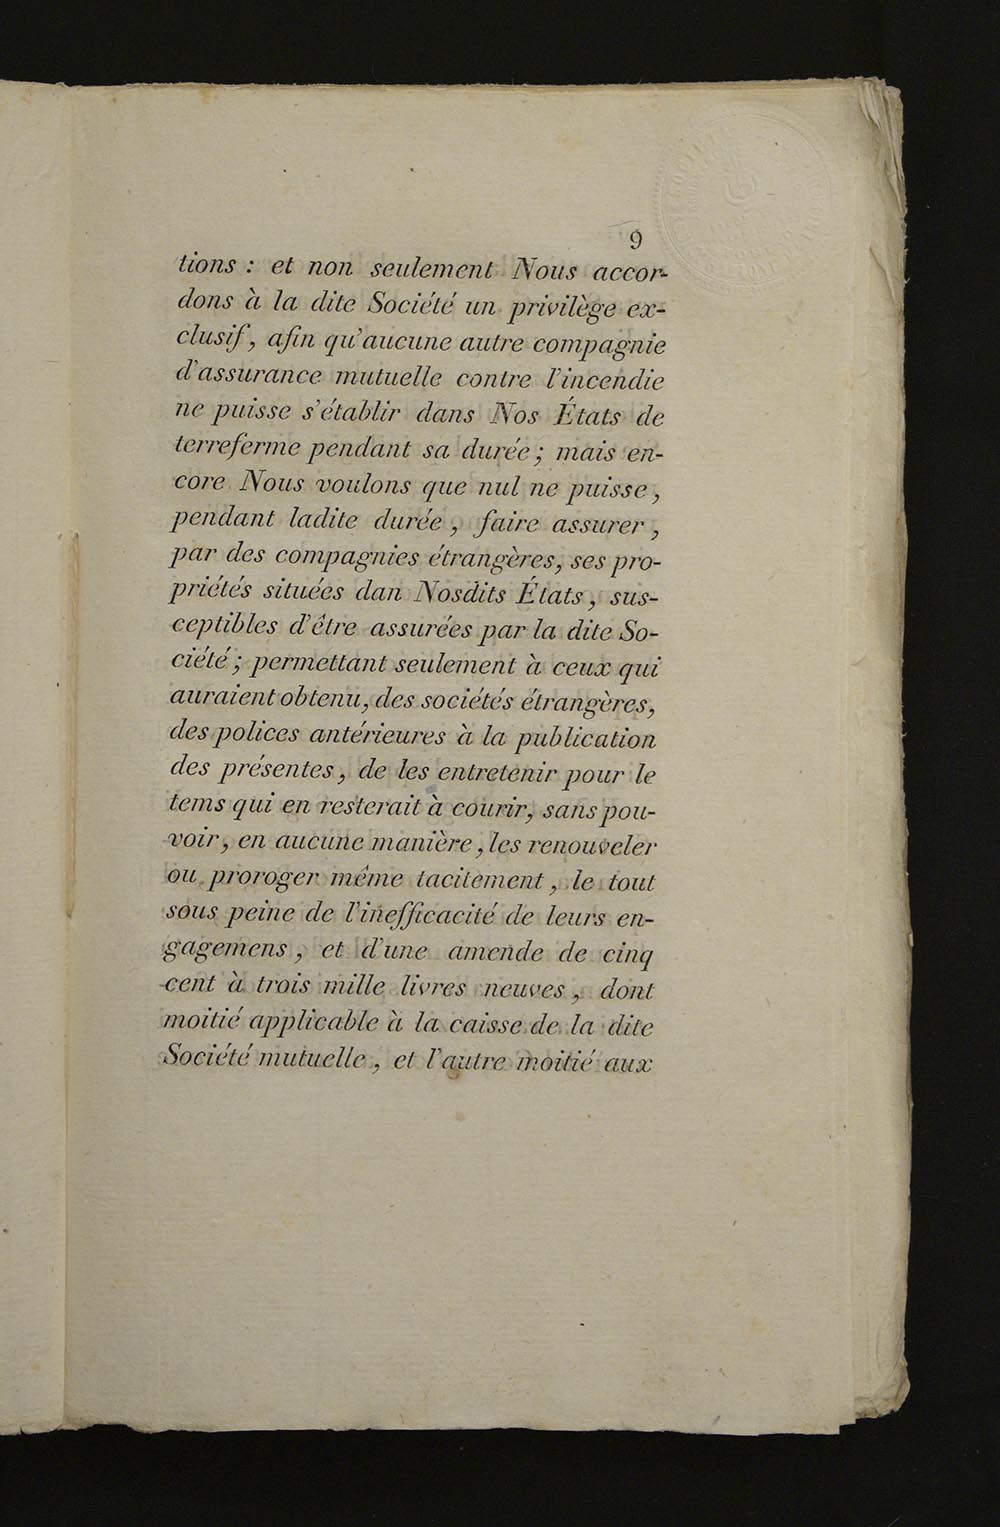 9
tions : et non seulement Nous accor-
dons à la dite Société un privilège ex-
clusif, afin qu'aucune autre compagnie
d'assurance mutuelle contre l'incendie
ne puisse s'établir dans Nos États de
terreferme pendant sa durée ; mais en-
core Nous voulons que nul ne puisse,
pendant ladite durée, faire assurer,
par des compagnies étrangères, ses pro-
priétés situées dan Nosdits États, sus-
ceptibles d'être assurées par la dite So-
ciété ; permettant seulement à ceux qui
auraient obtenu, des sociétés étrangères,
des polices antérieures à la publication
des présentes, de les entretenir pour le
tems qui en resterait à courir, sans pou-
voir, en aucune manière, les renouveler
ou proroger même tacitement, le tout
sous peine de l'inefficacité de leurs en-
gagemens, et d'une amende de cinq
cent à trois mille livres neuves, dont
moitié applicable à la caisse de la dite
Société mutuelle, et l'autre moitié aux